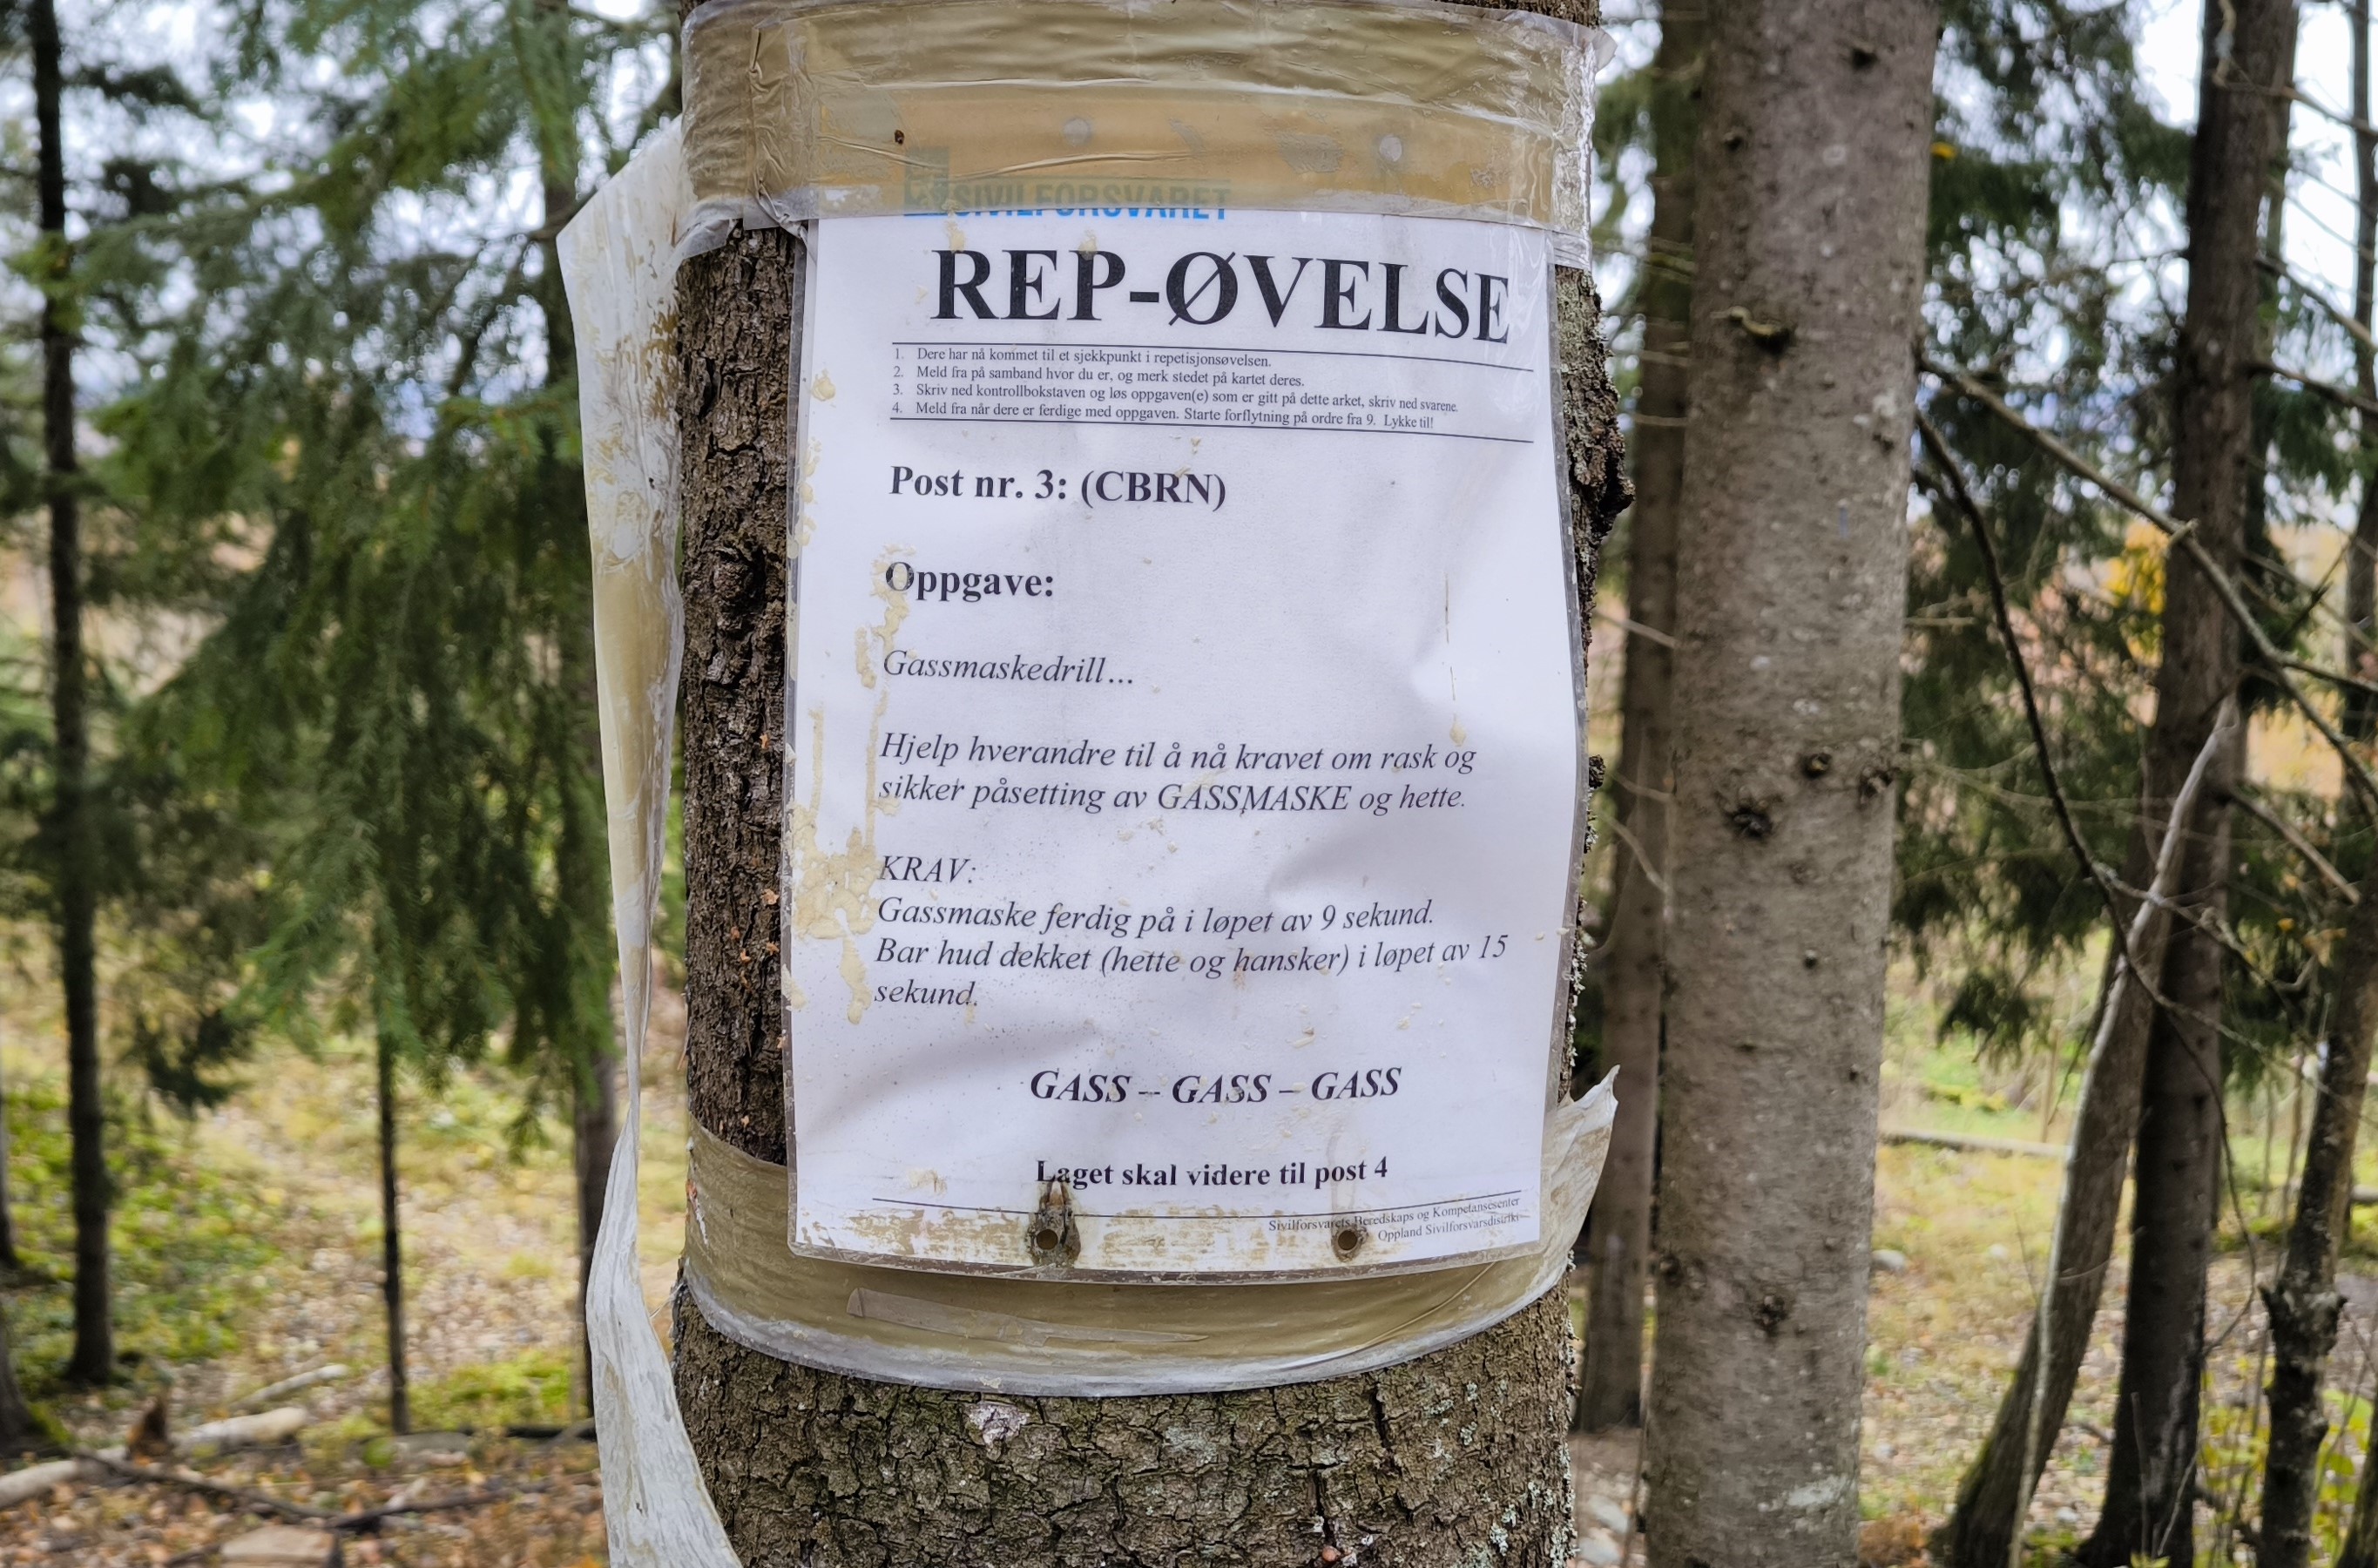 SIVILFORSVARET
REP-ØVELSE
1. Dere har nå kommet til et sjekkpunkt i repetisjonsøvelsen.
2. Meld fra på samband hvor du er, og merk stedet på kartet deres.
3. Skriv ned kontrollbokstaven og løs oppgaven(e) som er gitt på dette arket, skriv ned svarene.
4. Meld fra når dere er ferdige med oppgaven. Starte forflytning på ordre fra 9. Lykke til!
Post nr. 3: (CBRN)
Oppgave:
Gassmaskedrill...
Hjelp hverandre til å nå kravet om rask og
sikker påsetting av GASSMASKE og hette.
KRAV:
Gassmaske ferdig på i løpet av 9 sekund.
Bar hud dekket (hette og hansker) i løpet av 15
sekund.
GASS – GASS – GASS
Laget skal videre til post 4
Sivilforsvarets Beredskaps og Kompetansesenter
Oppland Sivilforsvarsdistrikt